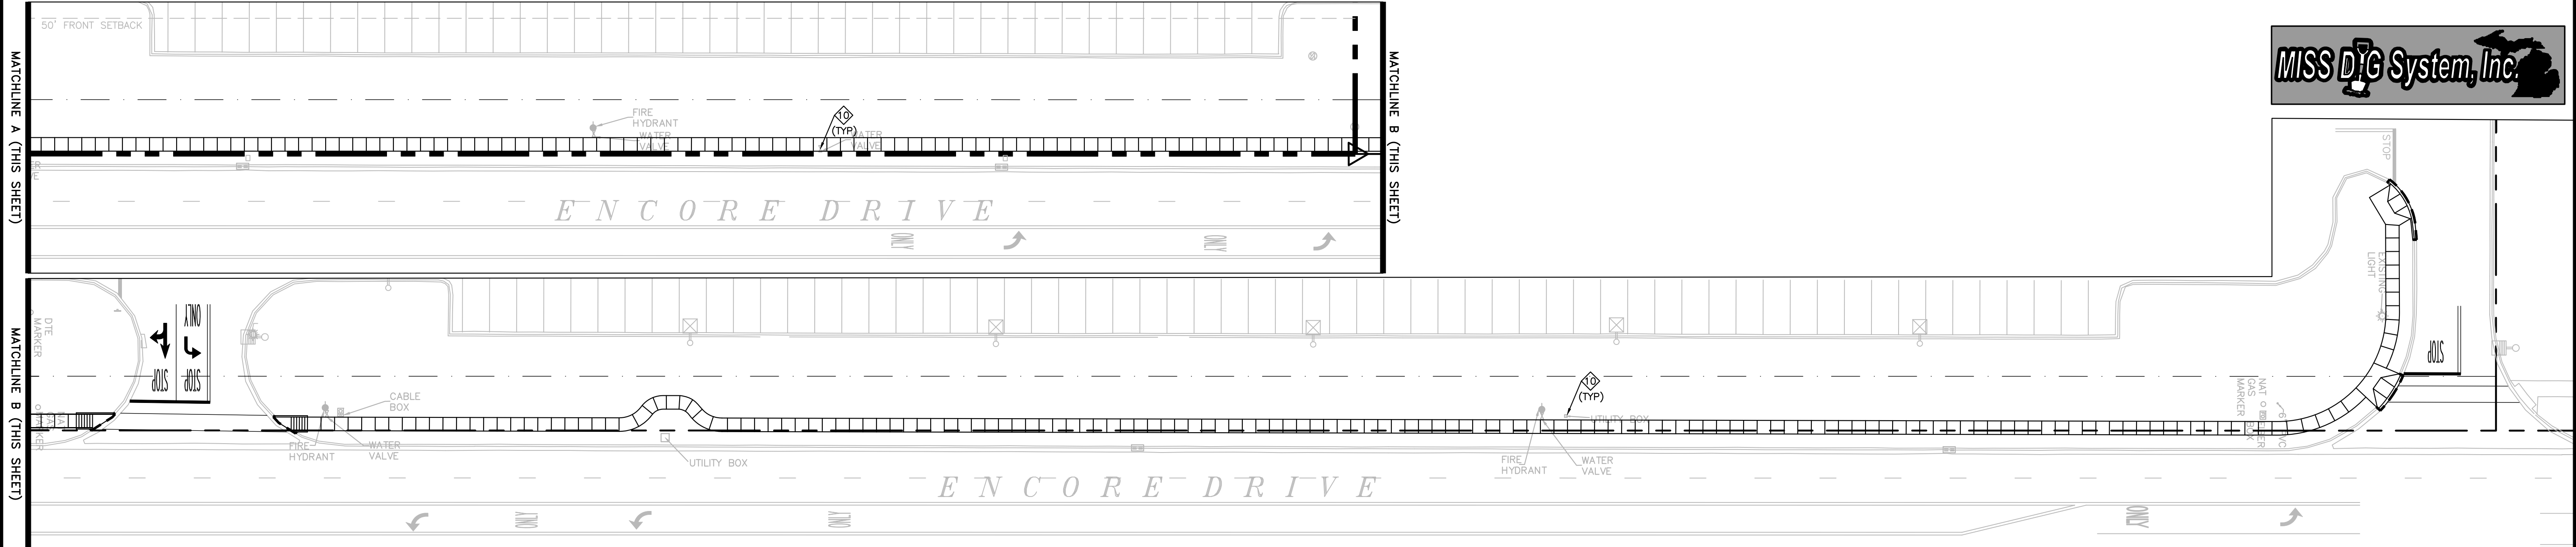 50' FRONT SETBACK
MATCHLINE A (THIS SHEET)
FIRE
HYDRANT
WATER
VALVE
10
(TYP)
WATER
VALVE
MATCHLINE B (THIS SHEET)
ENCORE DRIVE
ONLY
ONLY
MISS DIG System, Inc.
STOP
EXISTING
LIGHT
STOP
MATCHLINE B (THIS SHEET)
DTE
MARKER
ONLY
STOP
STOP
CABLE
BOX
FIRE
HYDRANT
WATER
VALVE
UTILITY BOX
10
(TYP)
UTILITY BOX
FIRE
HYDRANT
WATER
VALVE
NAT
GAS
MARKER
ENCORE DRIVE
ONLY
ONLY
ONLY